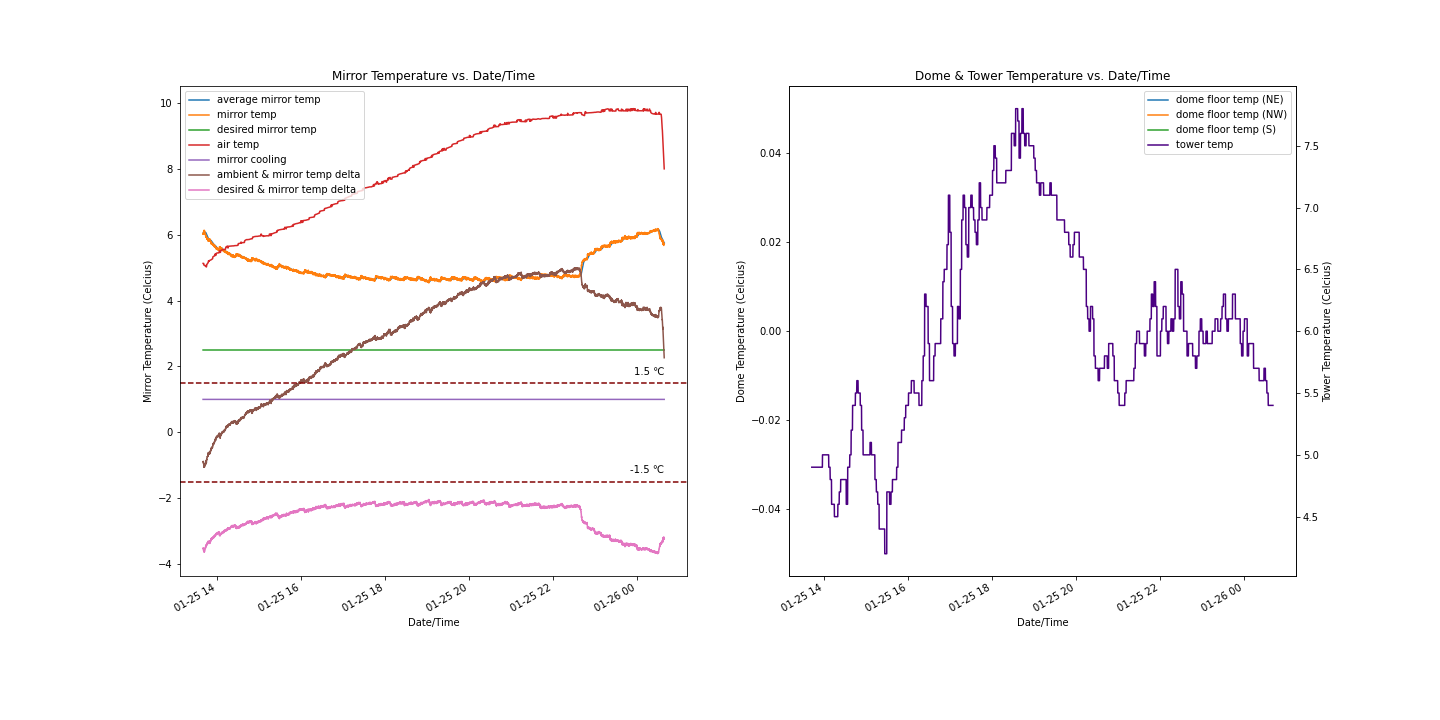 Mirror Temperature vs. Date/Time
average mirror temp
mirror temp
desired mirror temp
air temp
mirror cooling
ambient & mirror temp delta
desired & mirror temp delta
10
8
6
4
2
0
−2
−4
Mirror Temperature (Celcius)
1.5 ℃
-1.5 ℃
01-25 14
01-25 16
01-25 18
01-25 20
01-25 22
01-26 00
Date/Time
Dome & Tower Temperature vs. Date/Time
dome floor temp (NE)
dome floor temp (NW)
dome floor temp (S)
tower temp
0.04
0.02
0.00
−0.02
−0.04
Dome Temperature (Celcius)
7.5
7.0
6.5
6.0
5.5
5.0
4.5
Tower Temperature (Celcius)
01-25 14
01-25 16
01-25 18
01-25 20
01-25 22
01-26 00
Date/Time